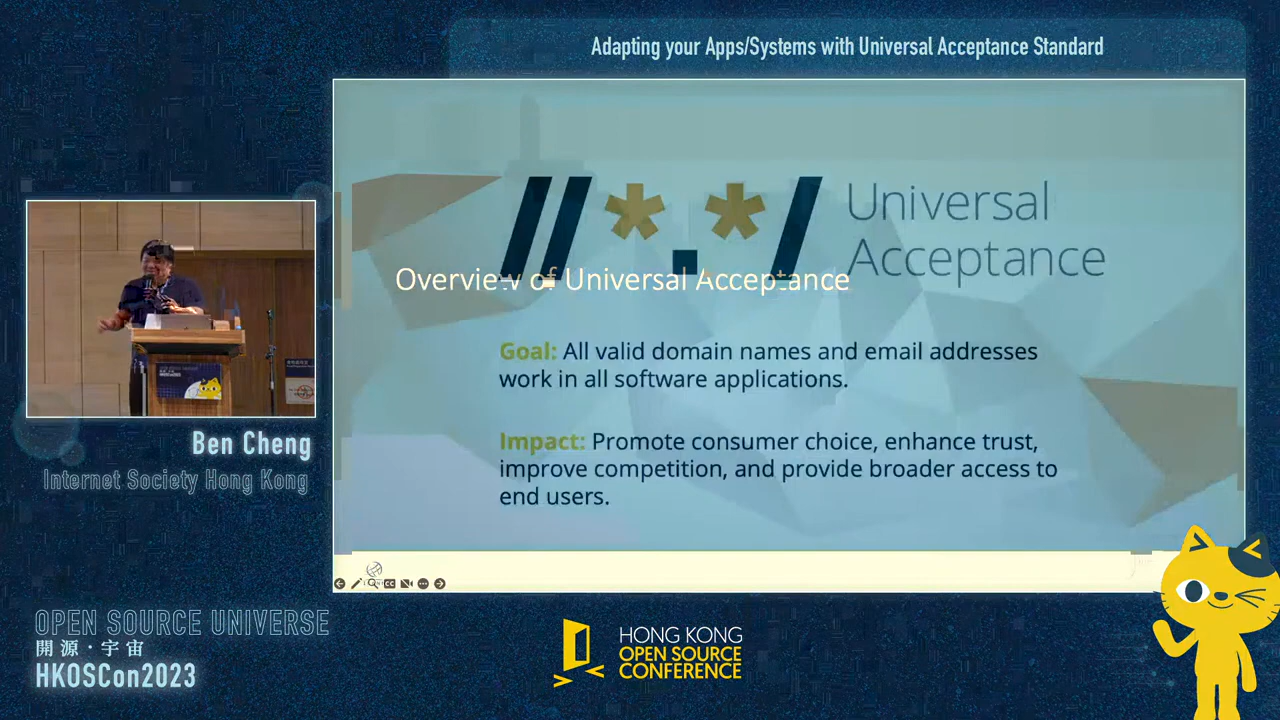 Adapting your Apps/Systems with Universal Acceptance Standard
Universal
Acceptance
Overview of Universal Acceptance
Goal: All valid domain names and email addresses
work in all software applications.
Impact: Promote consumer choice, enhance trust,
improve competition, and provide broader access to
end users.
Ben Cheng
Internet Society Hong Kong
OPEN SOURCE UNIVERSE
開源·宇宙
HKOSCon2023
HONG KONG
OPEN SOURCE
CONFERENCE